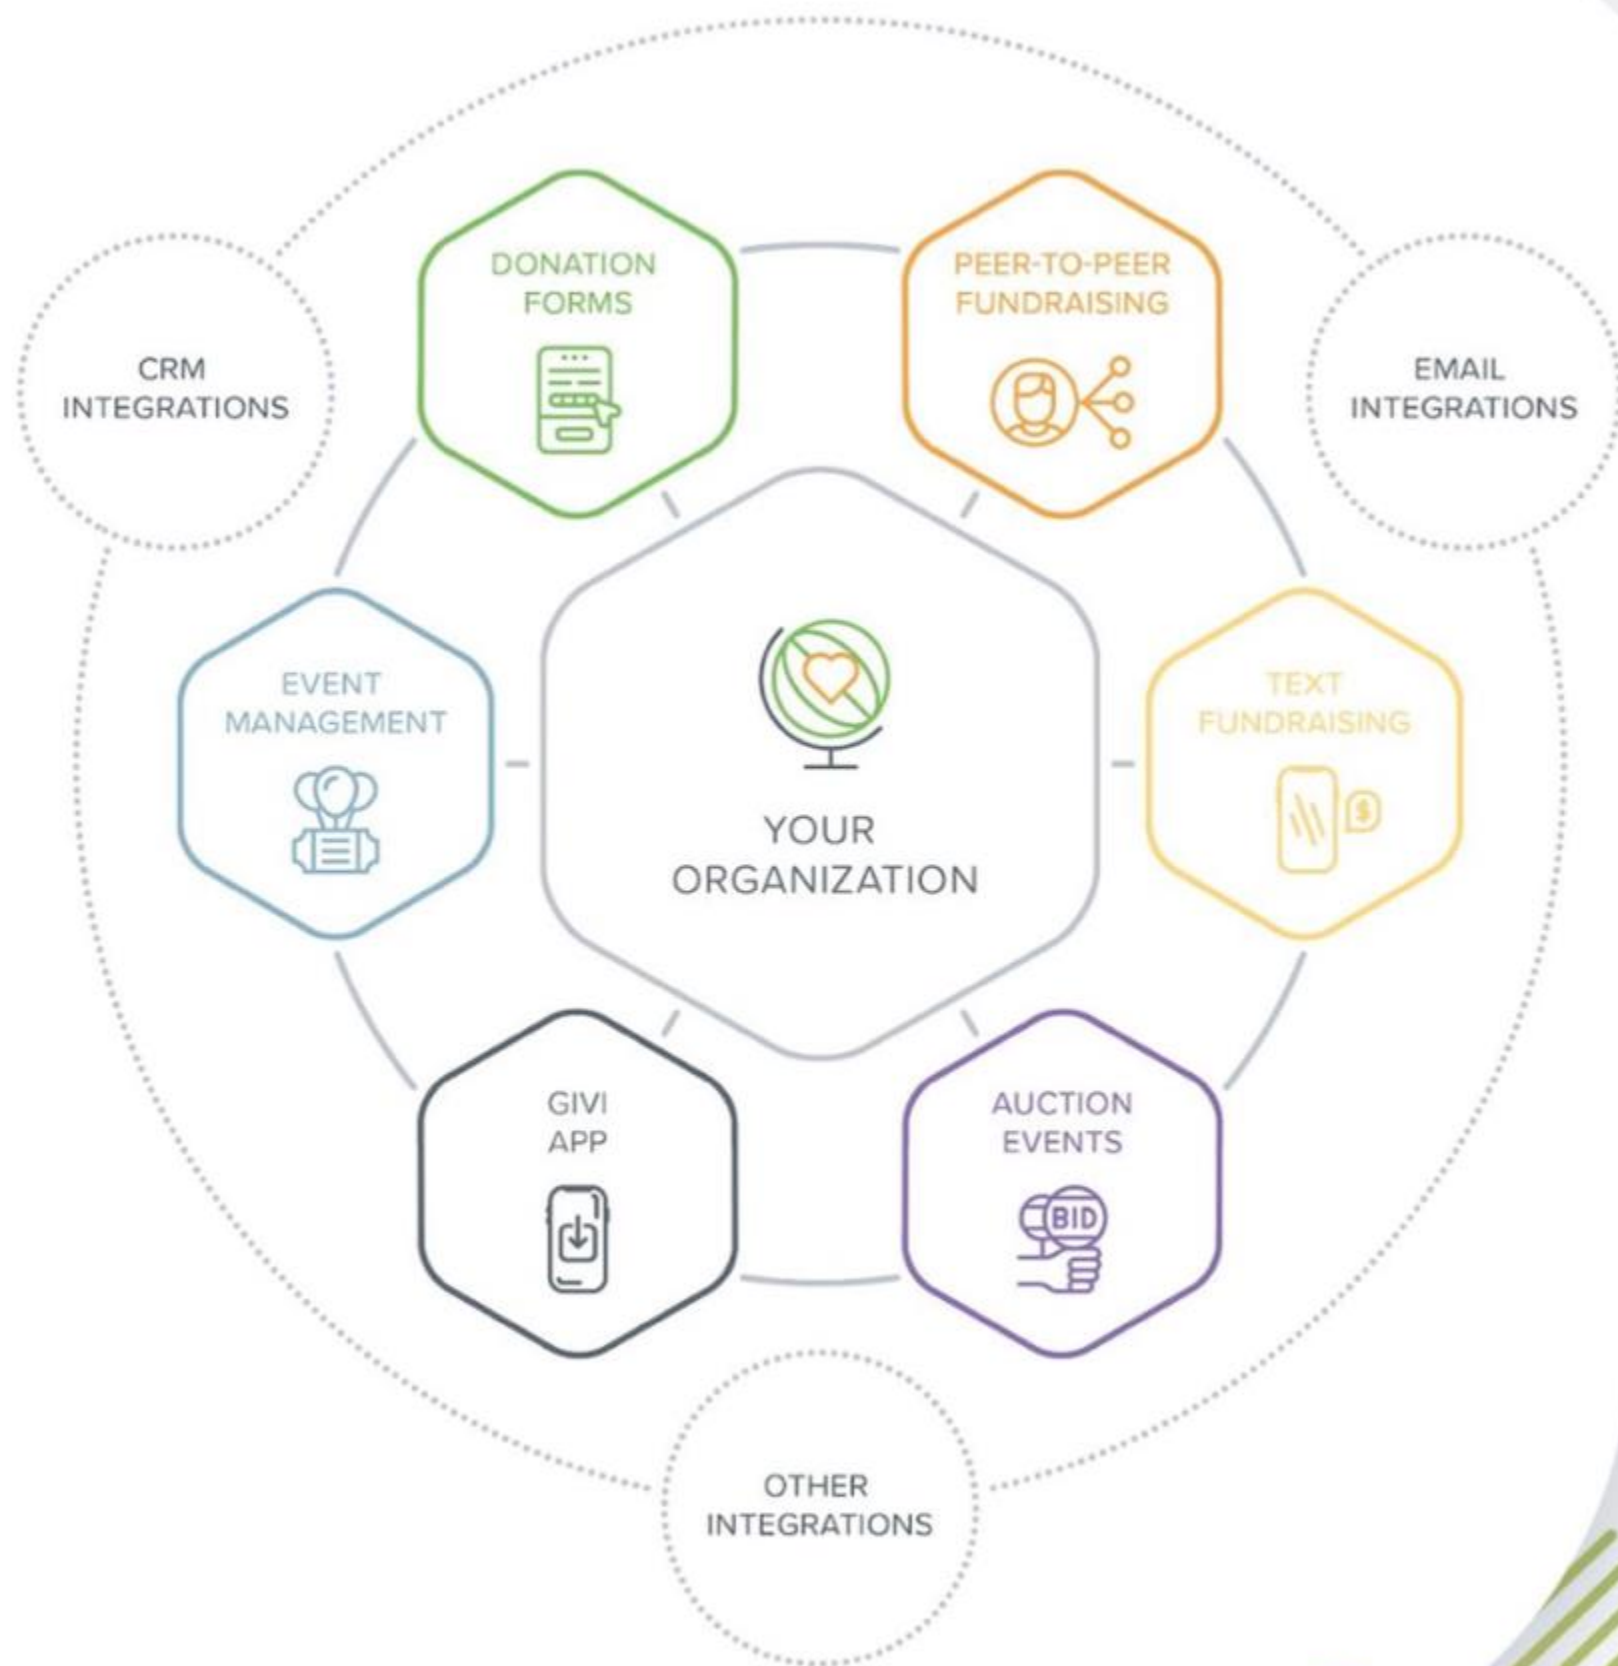 DONATION
FORMS
PEER-TO-PEER
FUNDRAISING
CRM
INTEGRATIONS
EMAIL
INTEGRATIONS
EVENT
MANAGEMENT
TEXT
FUNDRAISING
$
YOUR
ORGANIZATION
GIVI
APP
AUCTION
EVENTS
BID
OTHER
INTEGRATIONS